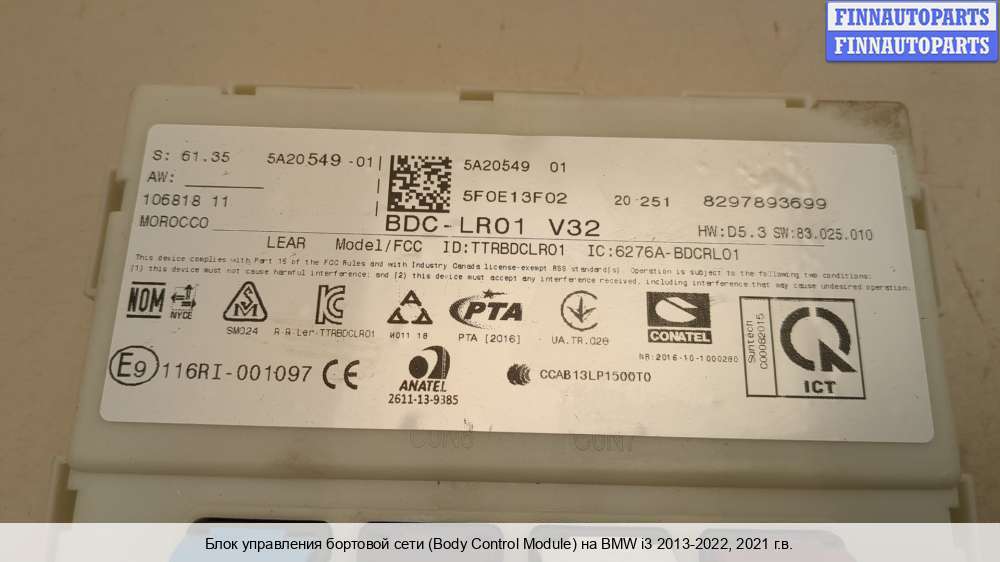 FINNAUTOPARTS
FINNAUTOPARTS
S: 61.35 5A20549 -01 5A20549 01
AW:
106818 11 5F0E13F02 20 251 8297893699
MOROCCO BDC-LR01 V32 HW:D5.3 SW:83.025.010
LEAR Model/FCC ID:TTRBDCLR01 IC:6276A-BDCRL01
This device complies with Part 15 of the FCC Rules and with Industry Canada license-exempt RSS standard(s). Operation is subject to the following two conditions:
(1) this device may not cause harmful interference; and (2) this device must accept any interference received, including interference that may cause undesired operation.
NOM NYCE SM024 R-R-Ler-TTRBDCLR01 PTA
PTA [2016] UA.TR.028
CONATEL
NR:2016-10-1000280
Suntech
C00082015
ICT
E9 116RI-001097 CE
ANATEL
2611-13-9385
CCAB13LP1500T0
CON8 CON7
Блок управления бортовой сети (Body Control Module) на BMW i3 2013-2022, 2021 г.в.